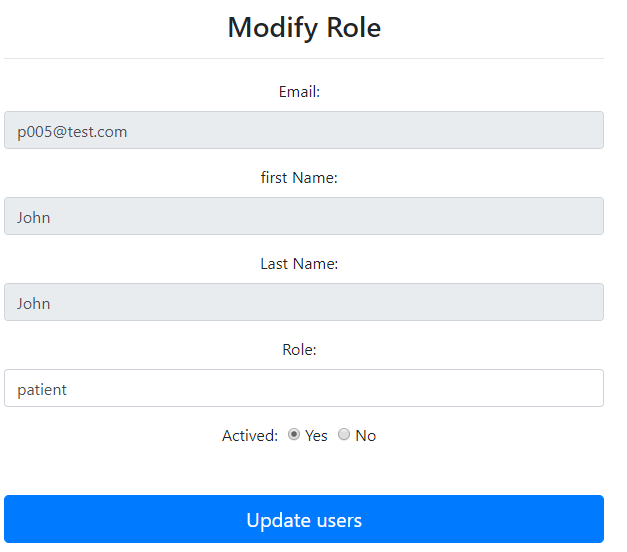 Modify Role
Email:
p005@test.com
first Name:
John
Last Name:
John
Role:
patient
Actived: Yes No
Update users